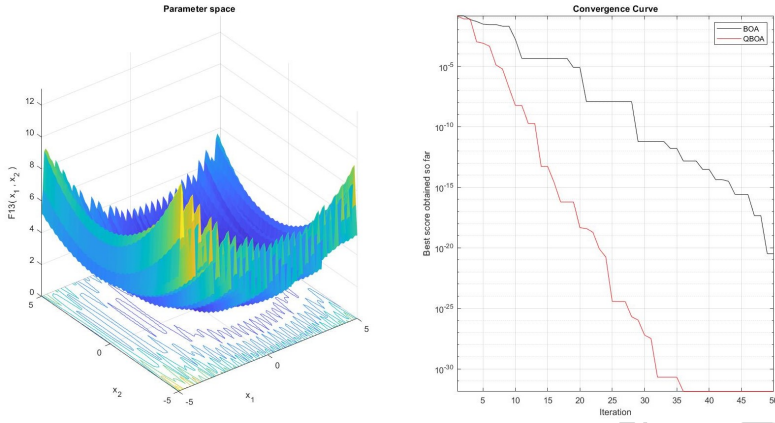 Parameter space
12
10
8
6
4
2
0
F13( x1 , x2 )
5
0
-5
x2
-5
0
5
x1
Convergence Curve
BOA
QBOA
10-5
10-10
10-15
10-20
10-25
10-30
Best score obtained so far
5 10 15 20 25 30 35 40 45 50
Iteration